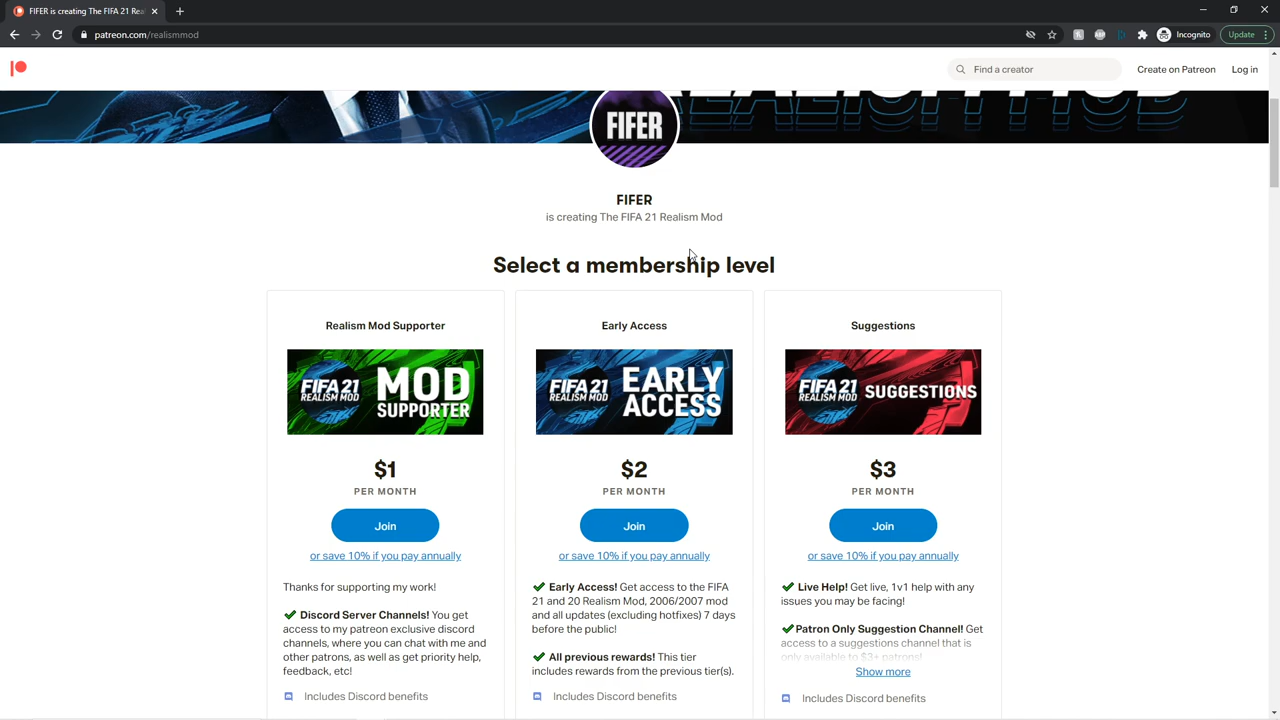 FIFER is creating The FIFA 21 Rea
patreon.com/realismmod
Incognito
Update
Find a creator
Create on Patreon
Log in
REALISM MOD
FIFER
FIFER
is creating The FIFA 21 Realism Mod
Select a membership level
Realism Mod Supporter
FIFA 21
REALISM MOD
MOD
SUPPORTER
$1
PER MONTH
Join
or save 10% if you pay annually
Thanks for supporting my work!
Discord Server Channels! You get
access to my patreon exclusive discord
channels, where you can chat with me and
other patrons, as well as get priority help,
feedback, etc!
Includes Discord benefits
Early Access
FIFA 21
REALISM MOD
EARLY
ACCESS
$2
PER MONTH
Join
or save 10% if you pay annually
Early Access! Get access to the FIFA
21 and 20 Realism Mod, 2006/2007 mod
and all updates (excluding hotfixes) 7 days
before the public!
All previous rewards! This tier
includes rewards from the previous tier(s).
Includes Discord benefits
Suggestions
FIFA 21
REALISM MOD
SUGGESTIONS
$3
PER MONTH
Join
or save 10% if you pay annually
Live Help! Get live, 1v1 help with any
issues you may be facing!
Patron Only Suggestion Channel! Get
access to a suggestions channel that is
only available to $3+ patrons!
Show more
Includes Discord benefits